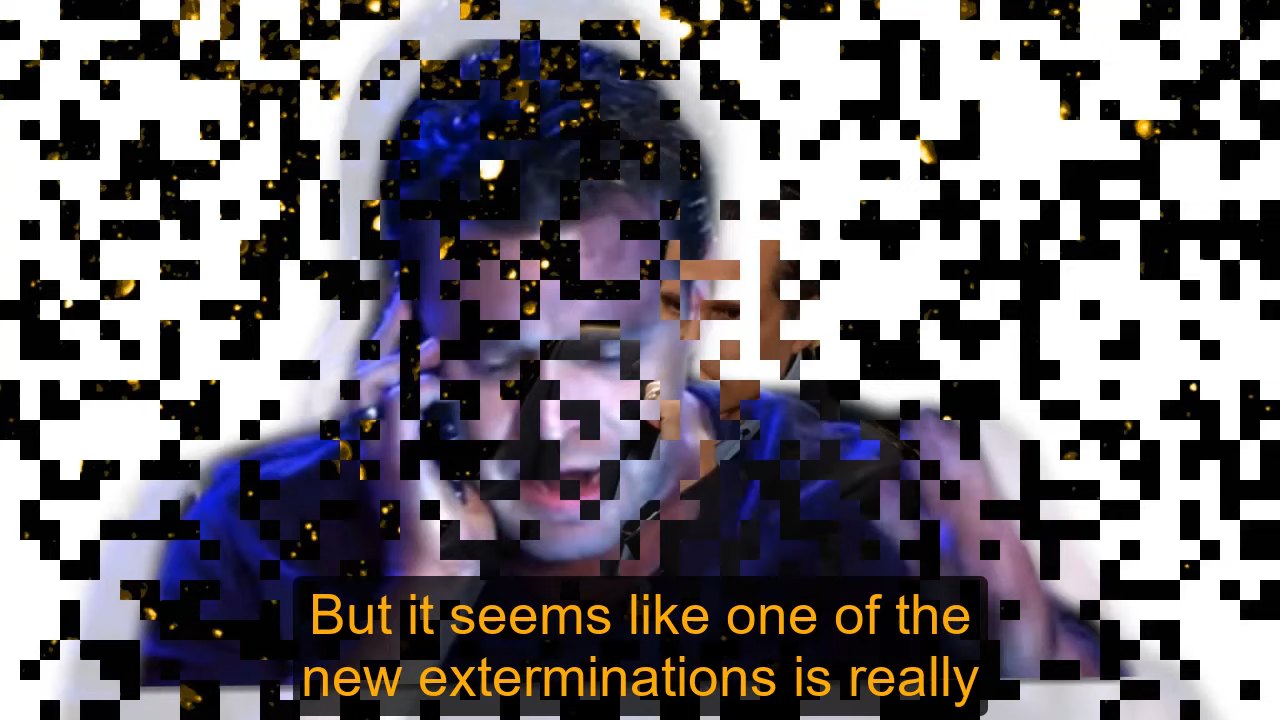 But it seems like one of the
new exterminations is really